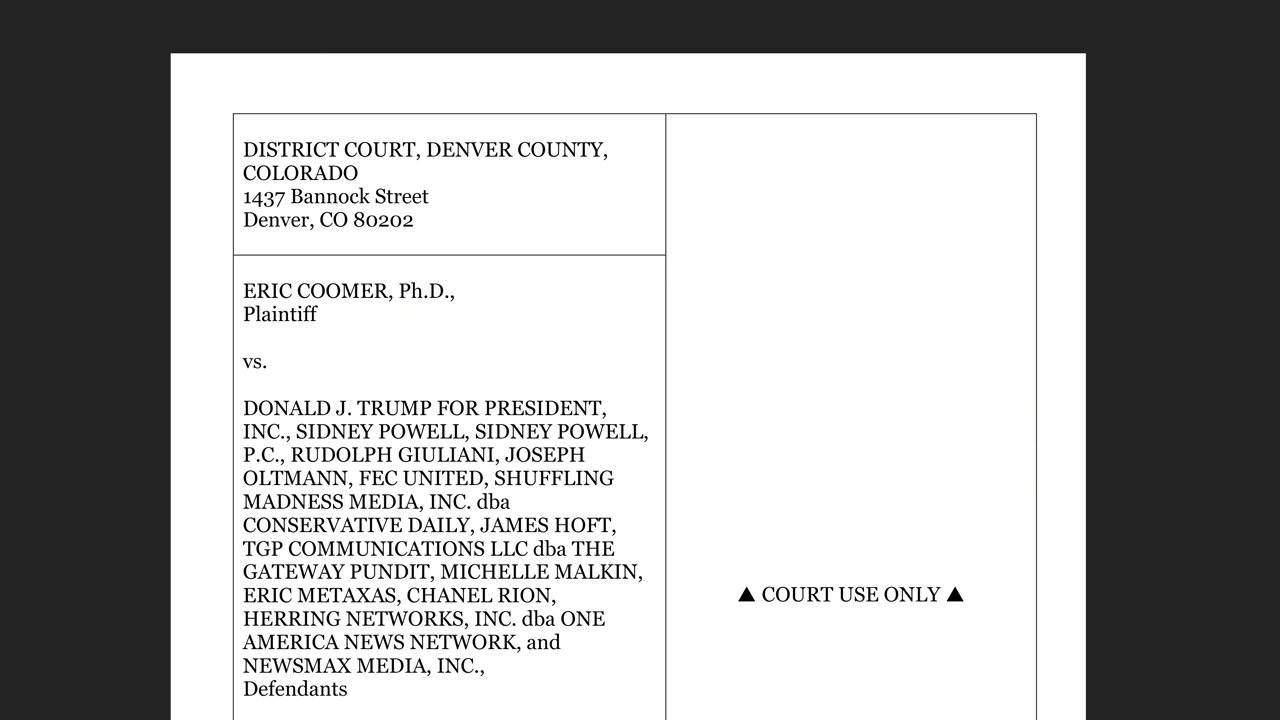 DISTRICT COURT, DENVER COUNTY,
COLORADO
1437 Bannock Street
Denver, CO 80202
ERIC COOMER, Ph.D.,
Plaintiff
vs.
DONALD J. TRUMP FOR PRESIDENT,
INC., SIDNEY POWELL, SIDNEY POWELL,
P.C., RUDOLPH GIULIANI, JOSEPH
OLTMANN, FEC UNITED, SHUFFLING
MADNESS MEDIA, INC. dba
CONSERVATIVE DAILY, JAMES HOFT,
TGP COMMUNICATIONS LLC dba THE
GATEWAY PUNDIT, MICHELLE MALKIN,
ERIC METAXAS, CHANEL RION,
HERRING NETWORKS, INC. dba ONE
AMERICA NEWS NETWORK, and
NEWSMAX MEDIA, INC.,
Defendants
▲ COURT USE ONLY ▲